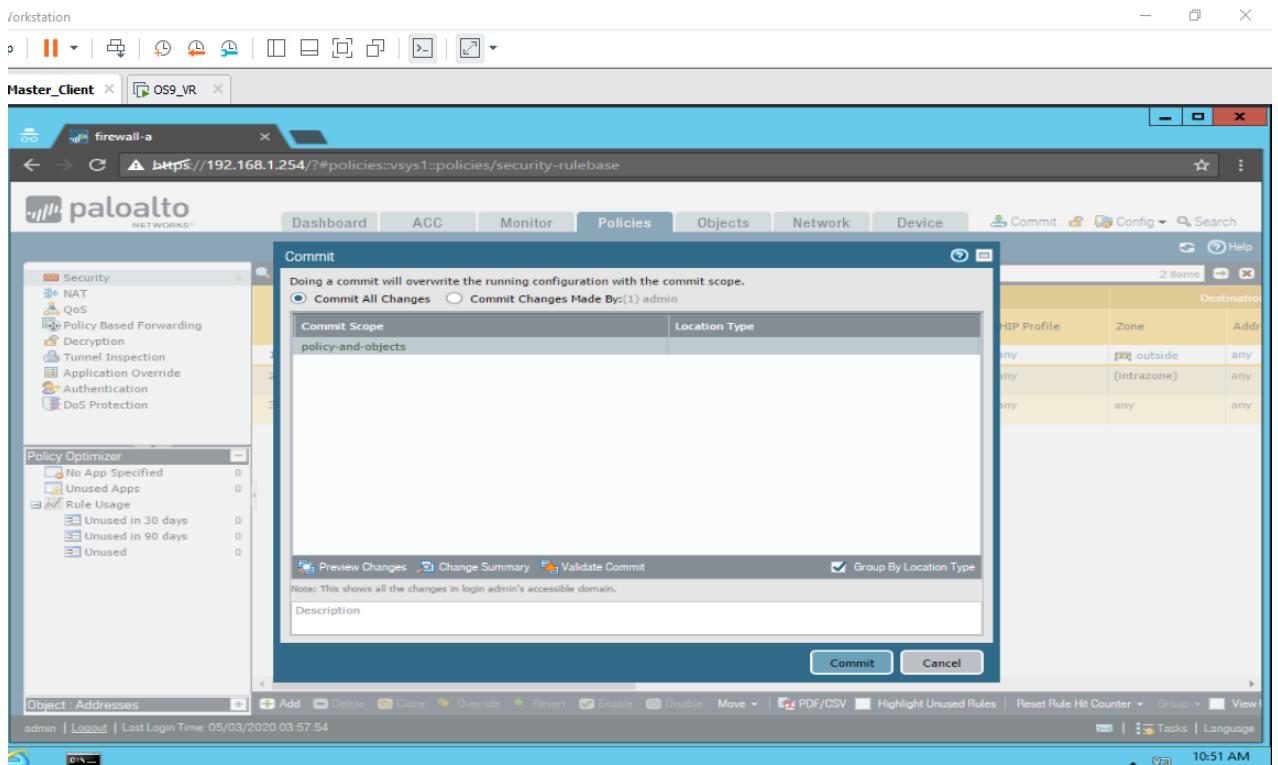 Workstation
Master_Client OS9_VR
firewall-a
https://192.168.1.254/?#policies::vsys1::policies/security-rulebase
paloalto
NETWORKS®
Dashboard ACC Monitor Policies Objects Network Device Commit Config Search
Help
Commit
Doing a commit will overwrite the running configuration with the commit scope.
Commit All Changes Commit Changes Made By:(1) admin
Commit Scope Location Type
policy-and-objects
Preview Changes Change Summary Validate Commit Group By Location Type
Note: This shows all the changes in login admin's accessible domain.
Description
Commit Cancel
Security
NAT
QoS
Policy Based Forwarding
Decryption
Tunnel Inspection
Application Override
Authentication
DoS Protection
2 items
Destination
HIP Profile Zone Addr
1 any outside any
2 any (intrazone) any
3 any any any
Policy Optimizer
No App Specified 0
Unused Apps 0
Rule Usage
Unused in 30 days 0
Unused in 90 days 0
Unused 0
Object : Addresses
Add Delete Clone Override Revert Enable Disable Move PDF/CSV Highlight Unused Rules Reset Rule Hit Counter Group View
admin | Logout | Last Login Time: 05/03/2020 03:57:54
Tasks | Language
10:51 AM